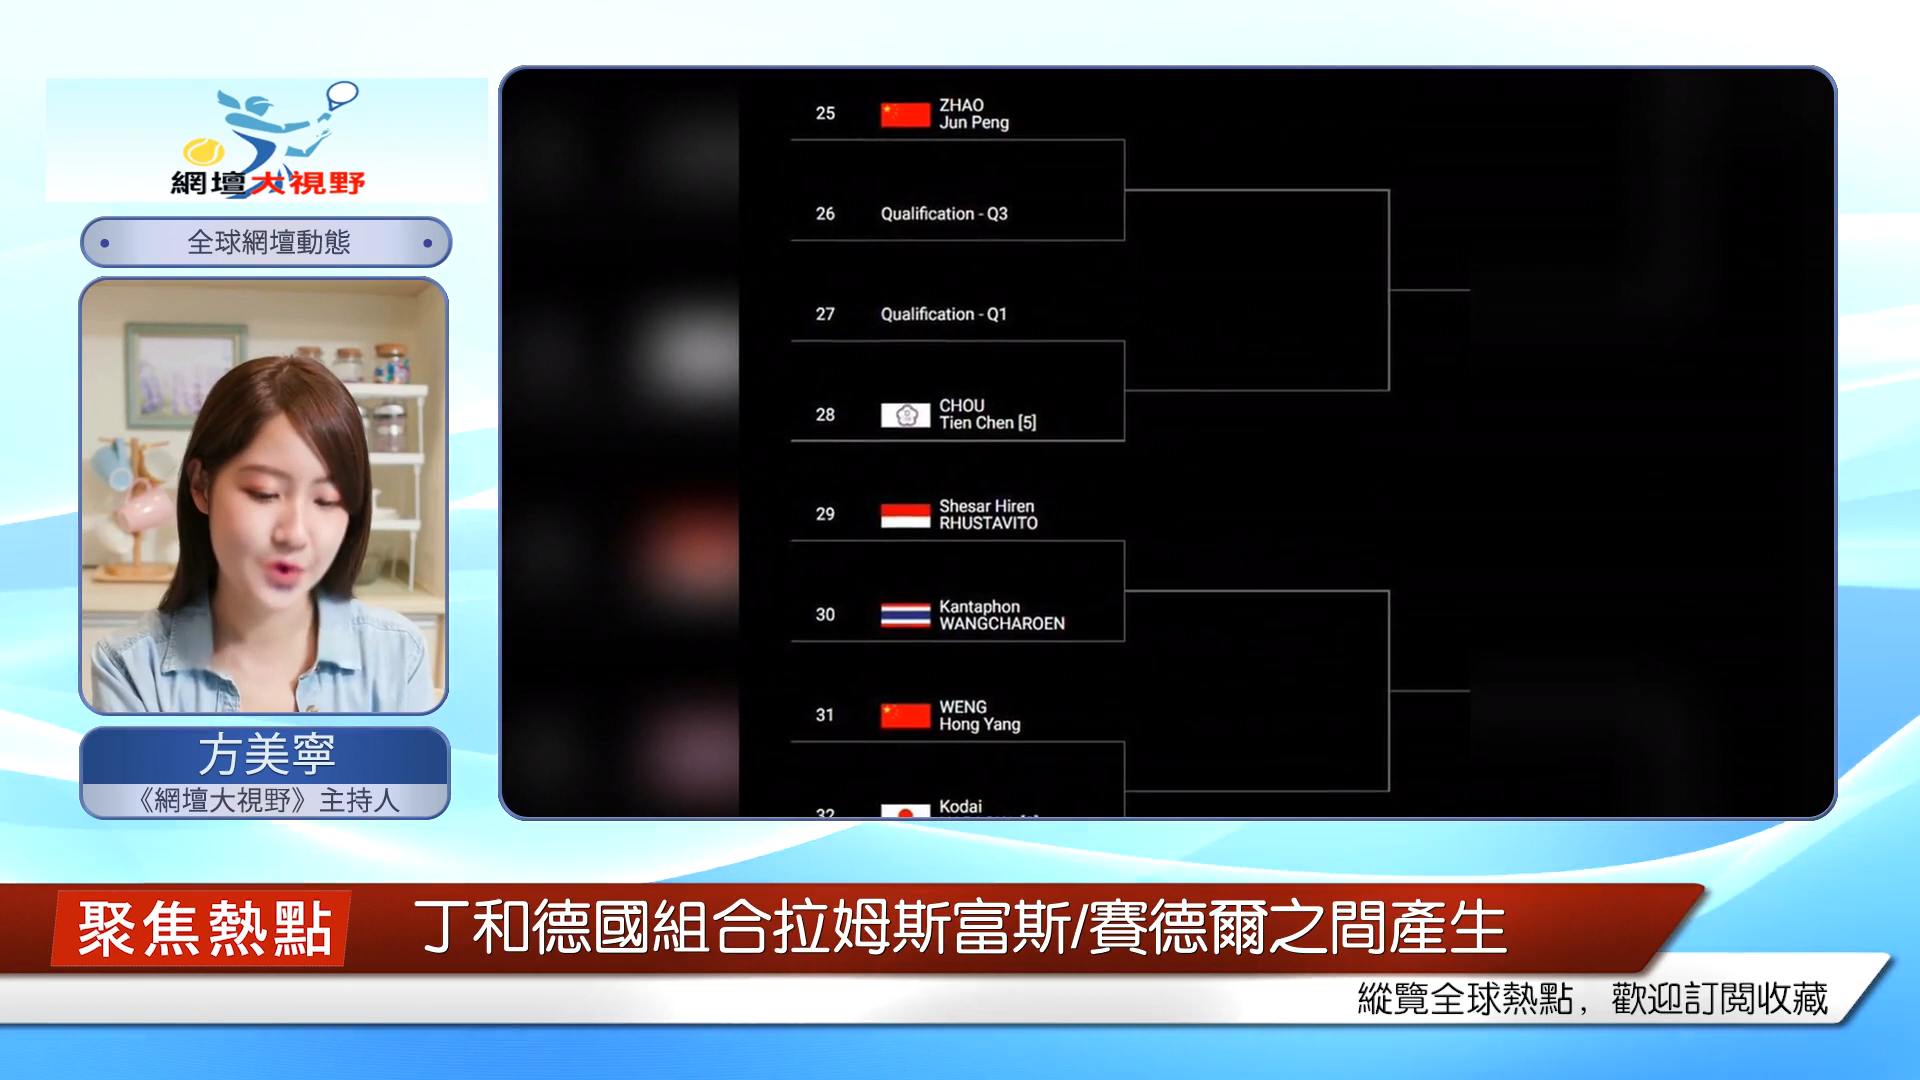 網壇大視野
全球網壇動態
方美寧
《網壇大視野》主持人
25
ZHAO
Jun Peng
26
Qualification - Q3
27
Qualification - Q1
28
CHOU
Tien Chen [5]
29
Shesar Hiren
RHUSTAVITO
30
Kantaphon
WANGCHAROEN
31
WENG
Hong Yang
32
Kodai
聚焦熱點
丁和德國組合拉姆斯富斯/賽德爾之間產生
縱覽全球熱點，歡迎訂閱收藏